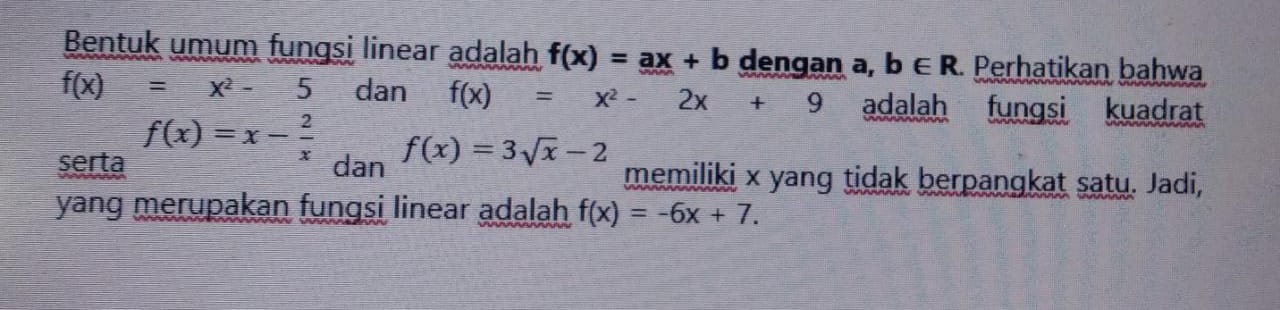 Bentuk umum fungsi linear adalah f(x) = ax + b dengan a, b ∈ R. Perhatikan bahwa
f(x) = x² - 5 dan f(x) = x² - 2x + 9 adalah fungsi kuadrat
serta f(x) = x − 2/x dan f(x) = 3√x − 2 memiliki x yang tidak berpangkat satu. Jadi,
yang merupakan fungsi linear adalah f(x) = -6x + 7.